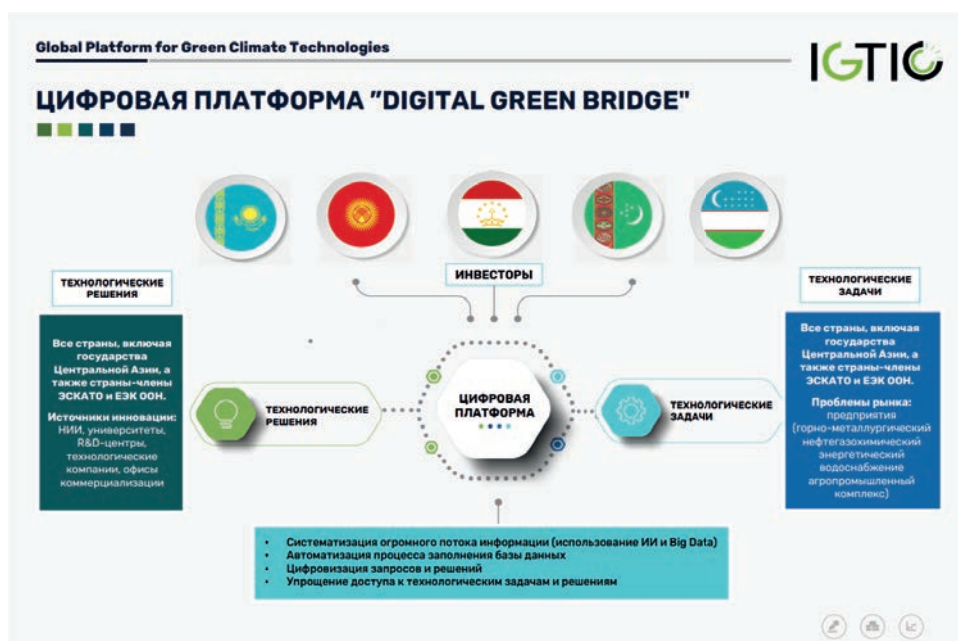 Global Platform for Green Climate Technologies
IGTIC
ЦИФРОВАЯ ПЛАТФОРМА "DIGITAL GREEN BRIDGE"
ИНВЕСТОРЫ
ТЕХНОЛОГИЧЕСКИЕ
РЕШЕНИЯ
Все страны, включая
государства
Центральной Азии, а
также страны-члены
ЭСКАТО и ЕЭК ООН.
Источники инновации:
НИИ, университеты,
R&D-центры,
технологические
компании, офисы
коммерциализации
ТЕХНОЛОГИЧЕСКИЕ
РЕШЕНИЯ
ЦИФРОВАЯ
ПЛАТФОРМА
ТЕХНОЛОГИЧЕСКИЕ
ЗАДАЧИ
ТЕХНОЛОГИЧЕСКИЕ
ЗАДАЧИ
Все страны, включая
государства
Центральной Азии, а
также страны-члены
ЭСКАТО и ЕЭК ООН.
Проблемы рынка:
предприятия
(горно-металлургический
нефтегазохимический
энергетический
водоснабжение
агропромышленный
комплекс)
• Систематизация огромного потока информации (использование ИИ и Big Data)
• Автоматизация процесса заполнения базы данных
• Цифровизация запросов и решений
• Упрощение доступа к технологическим задачам и решениям